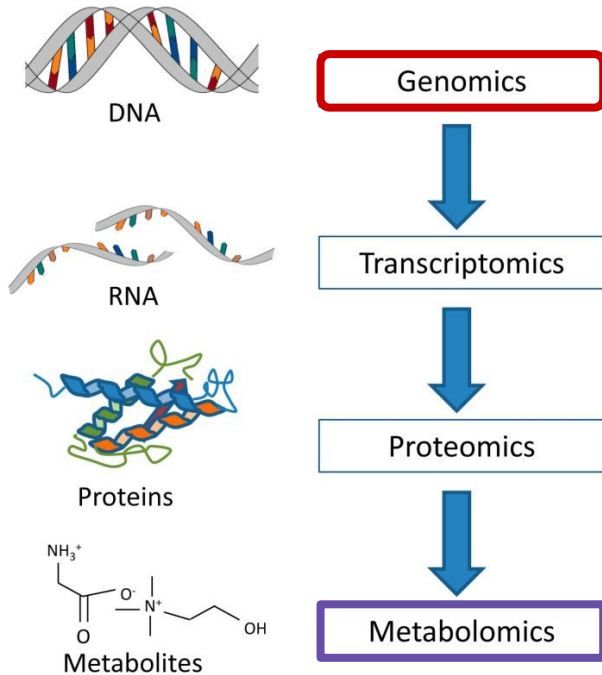 Genomics
DNA
Transcriptomics
RNA
Proteomics
Proteins
NH₃⁺
O⁻
N⁺
O
OH
Metabolomics
Metabolites